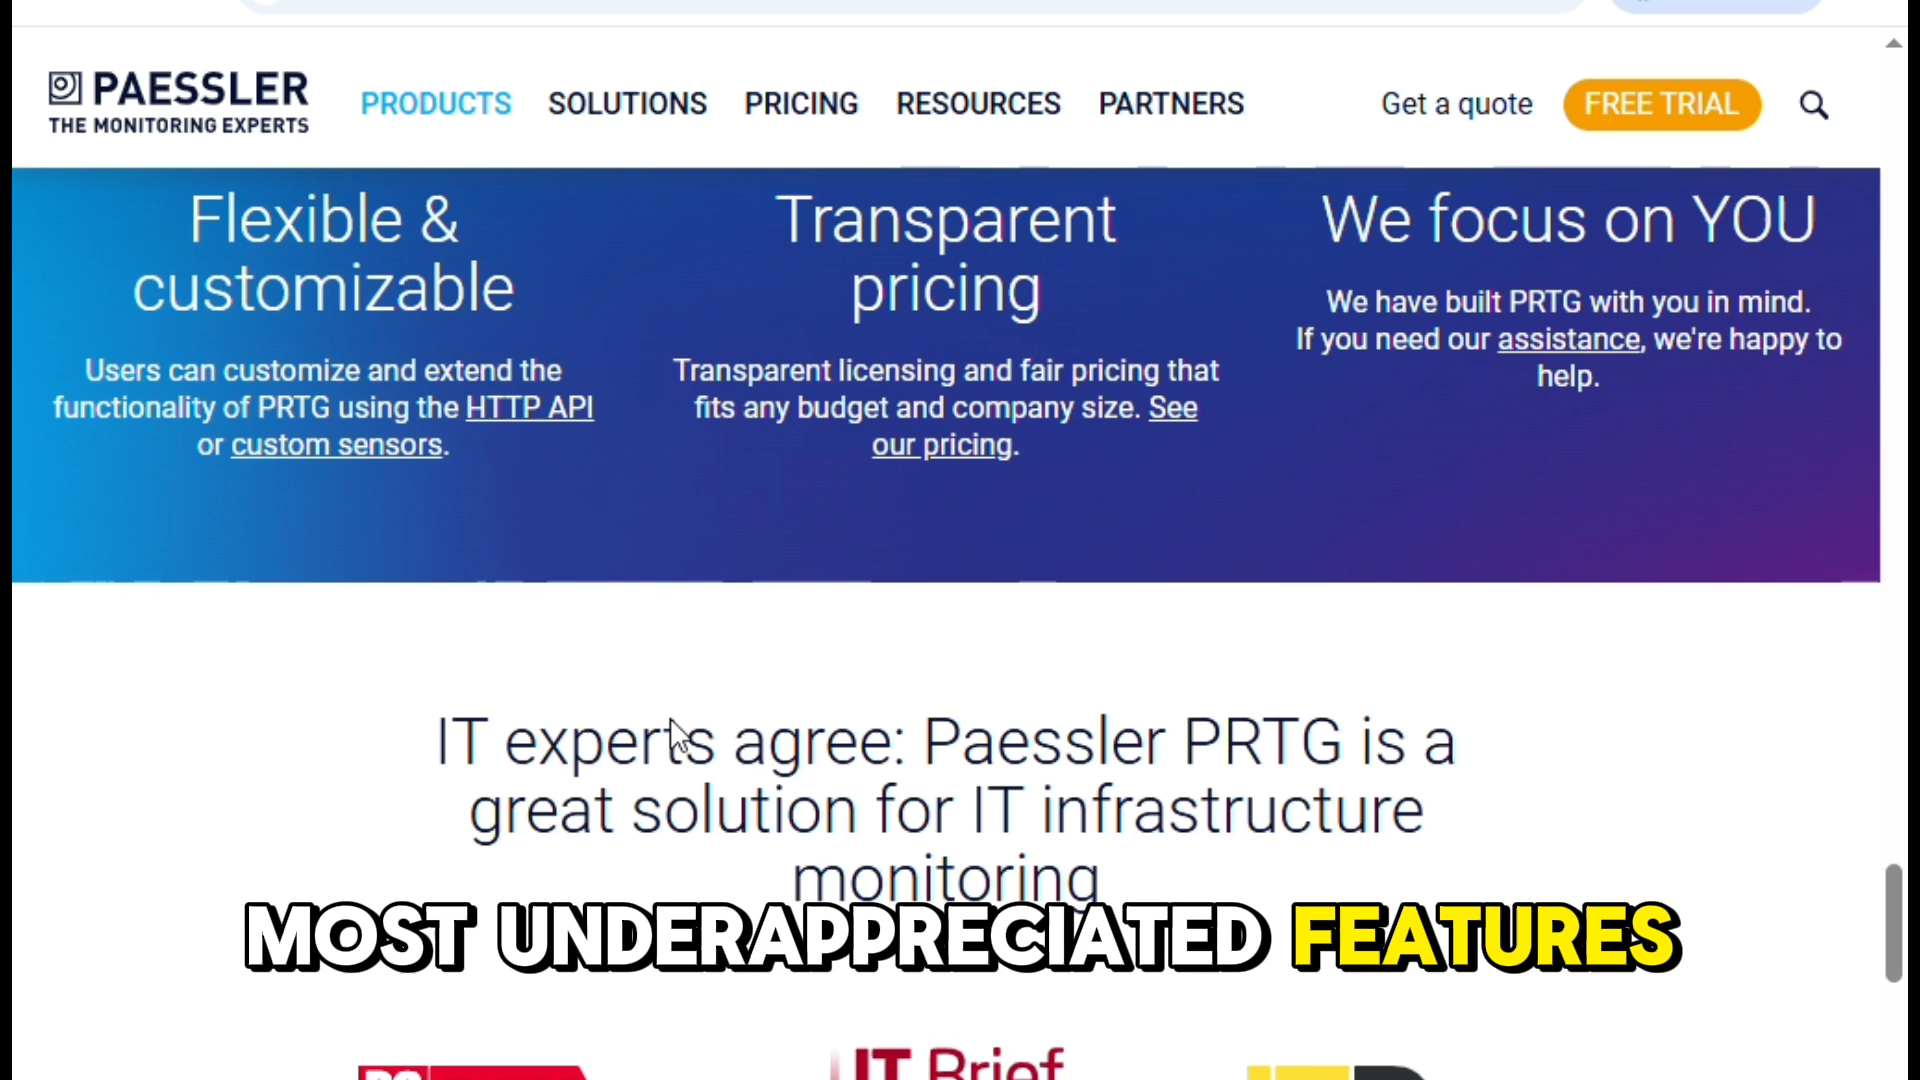 PAESSLER
THE MONITORING EXPERTS
PRODUCTS SOLUTIONS PRICING RESOURCES PARTNERS Get a quote FREE TRIAL
Flexible &
customizable
Users can customize and extend the
functionality of PRTG using the HTTP API
or custom sensors.
Transparent
pricing
Transparent licensing and fair pricing that
fits any budget and company size. See
our pricing.
We focus on YOU
We have built PRTG with you in mind.
If you need our assistance, we're happy to
help.
IT experts agree: Paessler PRTG is a
great solution for IT infrastructure
monitoring
MOST UNDERAPPRECIATED FEATURES
IT Brief